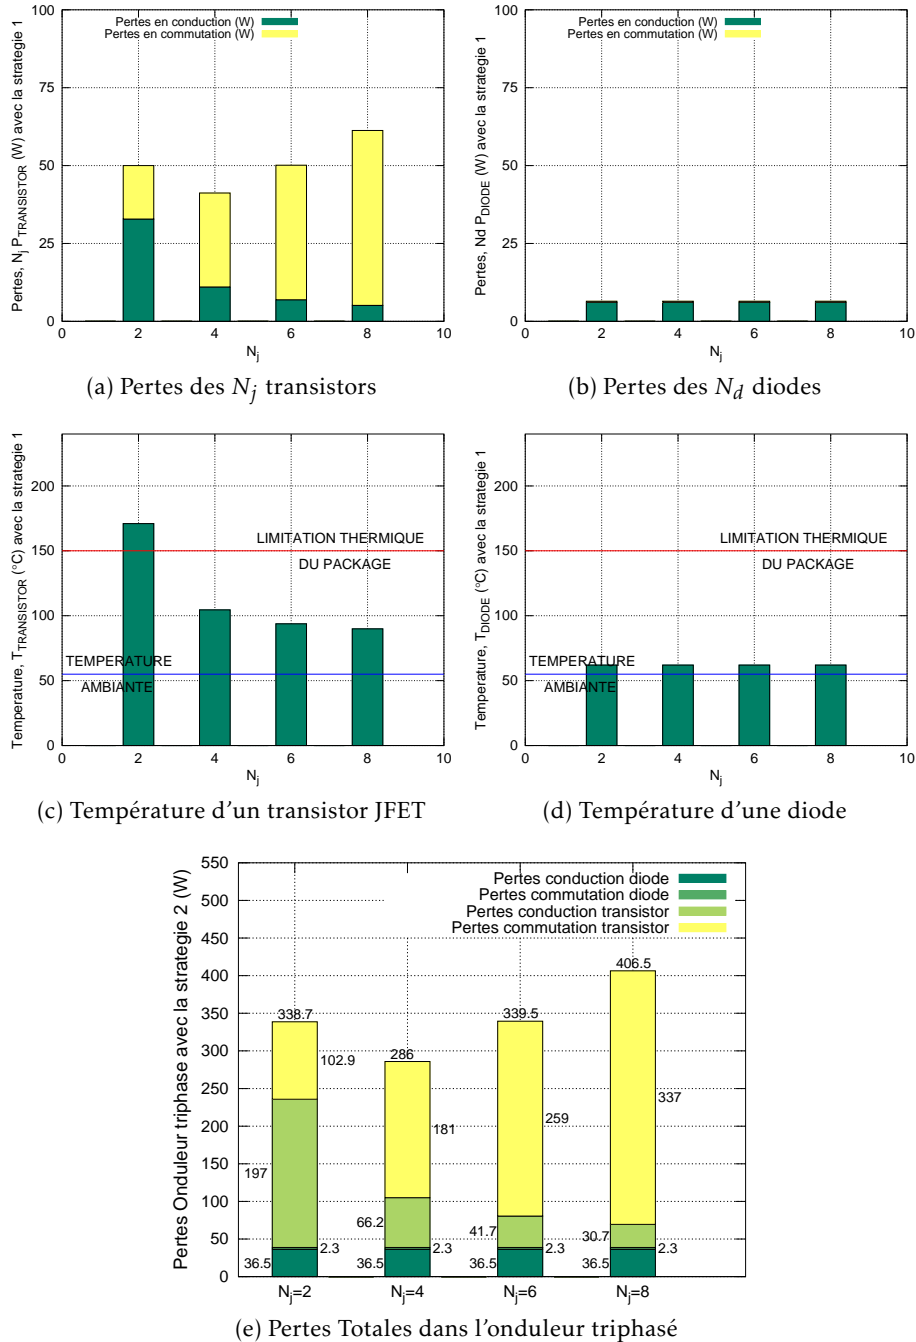 Pertes en conduction (W)
Pertes en commutation (W)
Pertes, Nj PTRANSISTOR (W) avec la strategie 1
100
75
50
25
0
0 2 4 6 8 10
Nj
(a) Pertes des Nj transistors
Pertes en conduction (W)
Pertes en commutation (W)
Pertes, Nd PDIODE (W) avec la strategie 1
100
75
50
25
0
0 2 4 6 8 10
Nj
(b) Pertes des Nd diodes
Temperature, TTRANSISTOR (°C) avec la strategie 1
200
150
100
50
0
LIMITATION THERMIQUE
DU PACKAGE
TEMPERATURE
AMBIANTE
0 2 4 6 8 10
Nj
(c) Température d'un transistor JFET
Temperature, TDIODE (°C) avec la strategie 1
200
150
100
50
0
LIMITATION THERMIQUE
DU PACKAGE
TEMPERATURE
AMBIANTE
0 2 4 6 8 10
Nj
(d) Température d'une diode
Pertes Onduleur triphase avec la strategie 2 (W)
550
500
450
400
350
300
250
200
150
100
50
0
Pertes conduction diode
Pertes commutation diode
Pertes conduction transistor
Pertes commutation transistor
338.7
102.9
197
2.3
36.5
286
181
66.2
2.3
36.5
339.5
259
41.7
2.3
36.5
406.5
337
30.7
2.3
36.5
Nj=2 Nj=4 Nj=6 Nj=8
(e) Pertes Totales dans l'onduleur triphasé